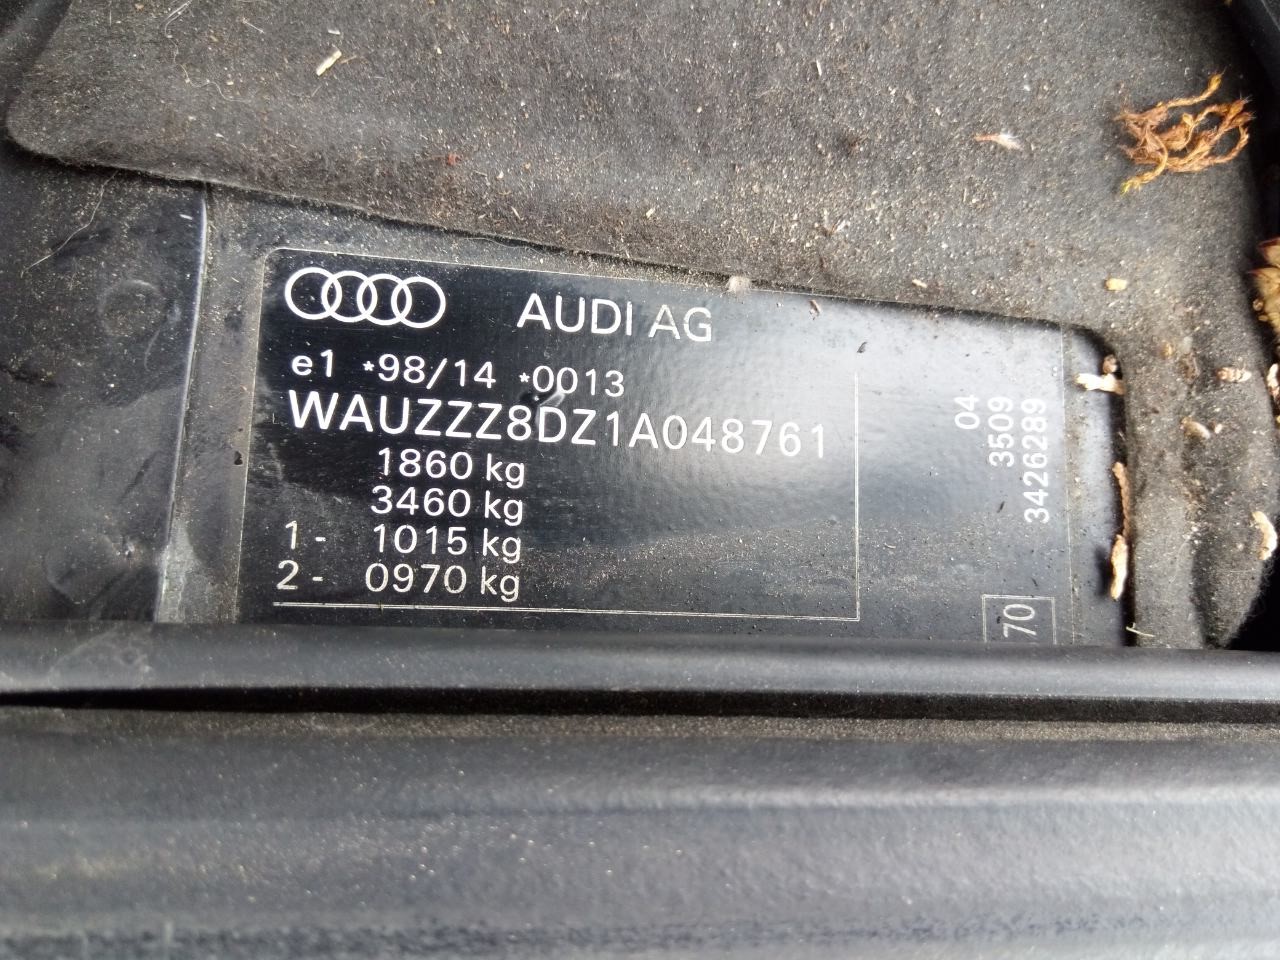 AUDI AG
e1 *98/14 *0013
WAUZZZ8DZ1A048761
1860 kg
3460 kg
1- 1015 kg
2- 0970 kg
04
3509
3426289
70